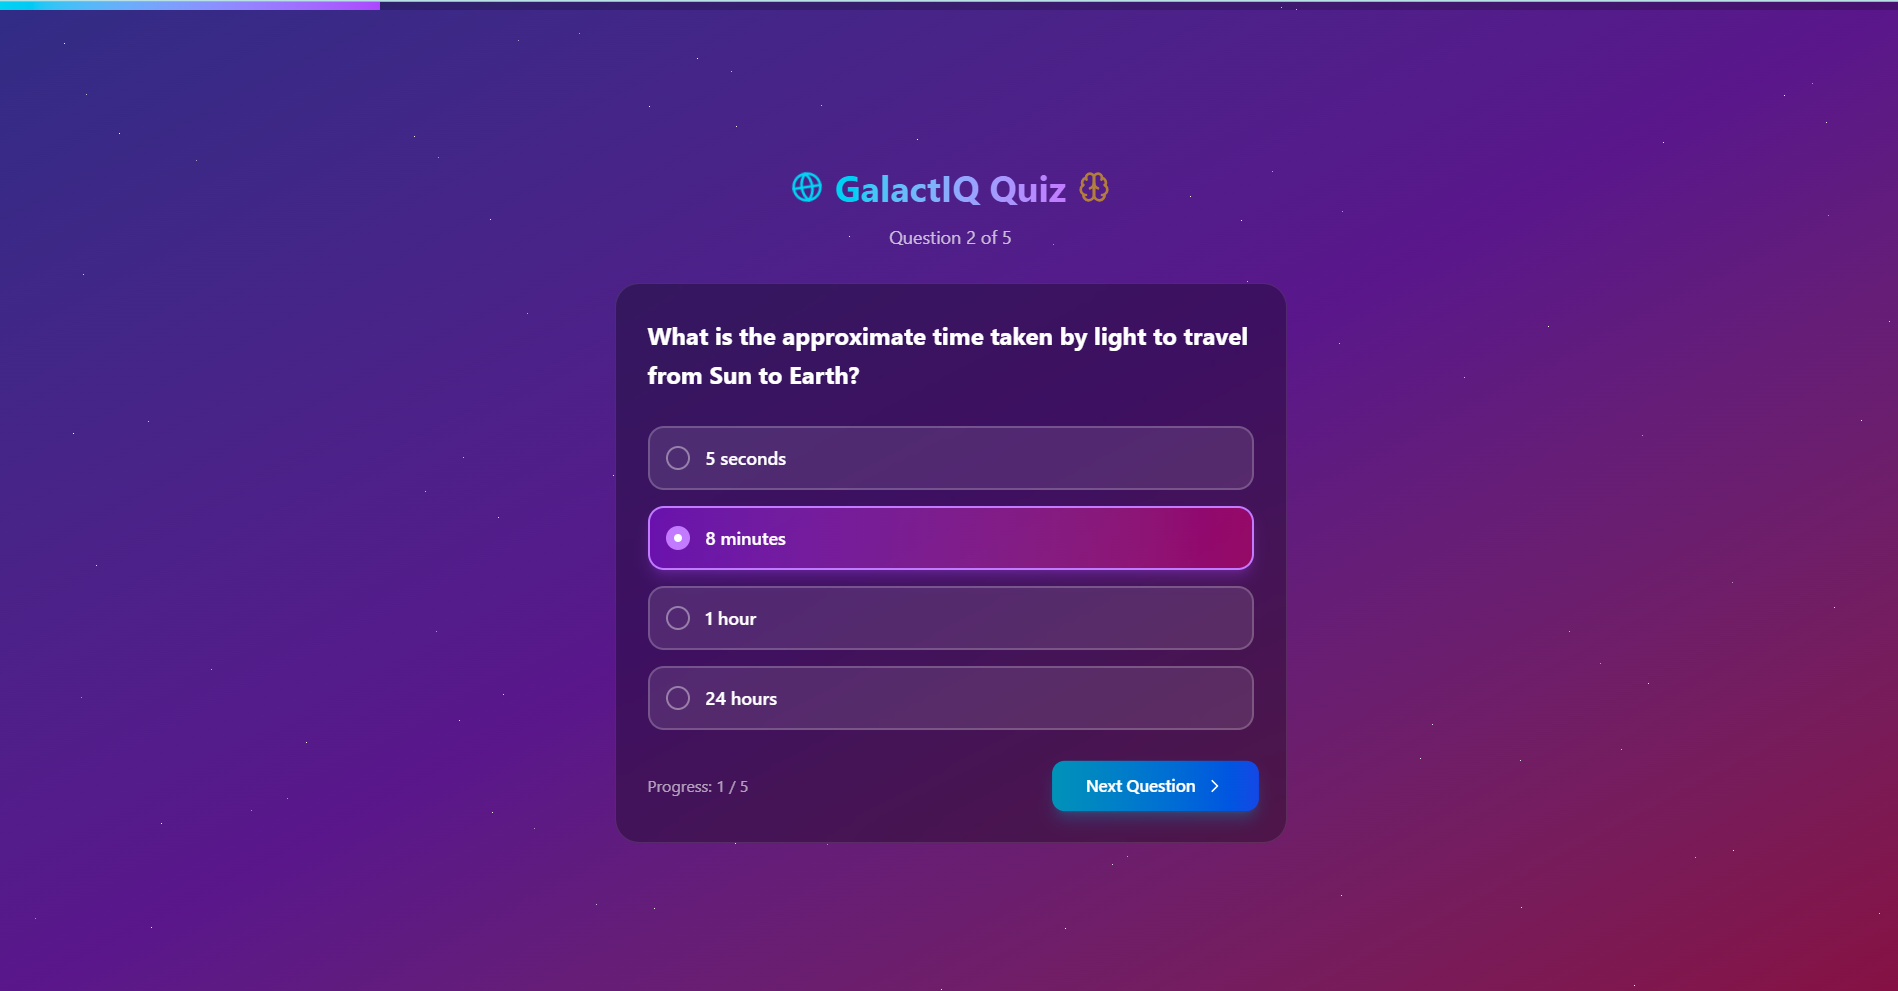 GalactIQ Quiz
Question 2 of 5
What is the approximate time taken by light to travel
from Sun to Earth?
5 seconds
8 minutes
1 hour
24 hours
Progress: 1 / 5
Next Question